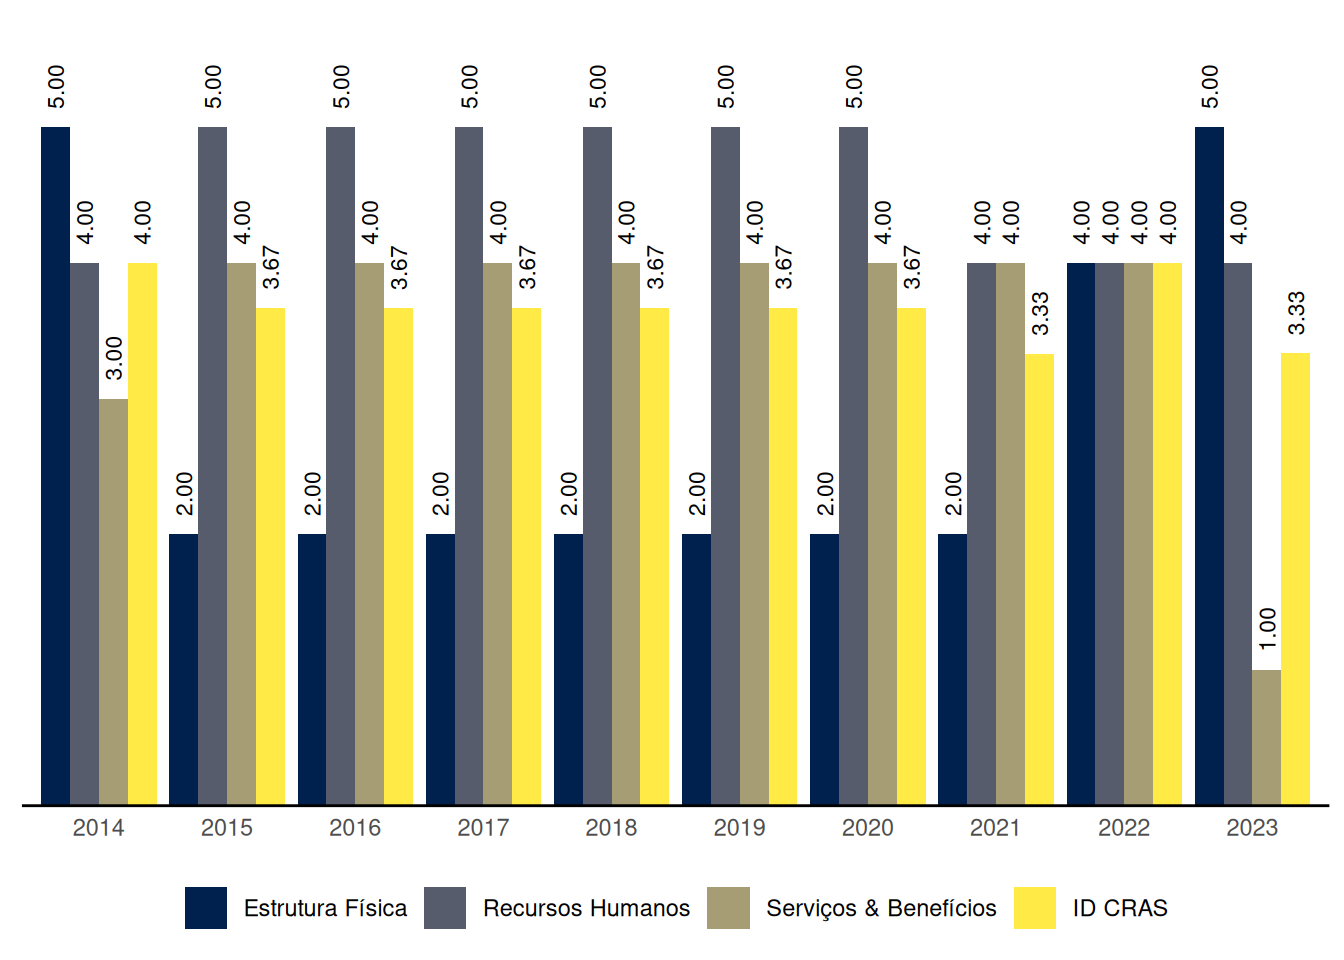 5.00 5.00 5.00 5.00 5.00 5.00 5.00 5.00
4.00 4.00 4.00 4.00 4.00 4.00 4.00 4.00 4.00 4.00 4.00 4.00 4.00 4.00 4.00
3.67 3.67 3.67 3.67 3.67 3.67
3.33 3.33
3.00
2.00 2.00 2.00 2.00 2.00 2.00 2.00
1.00
2014 2015 2016 2017 2018 2019 2020 2021 2022 2023
Estrutura Física Recursos Humanos Serviços & Benefícios ID CRAS